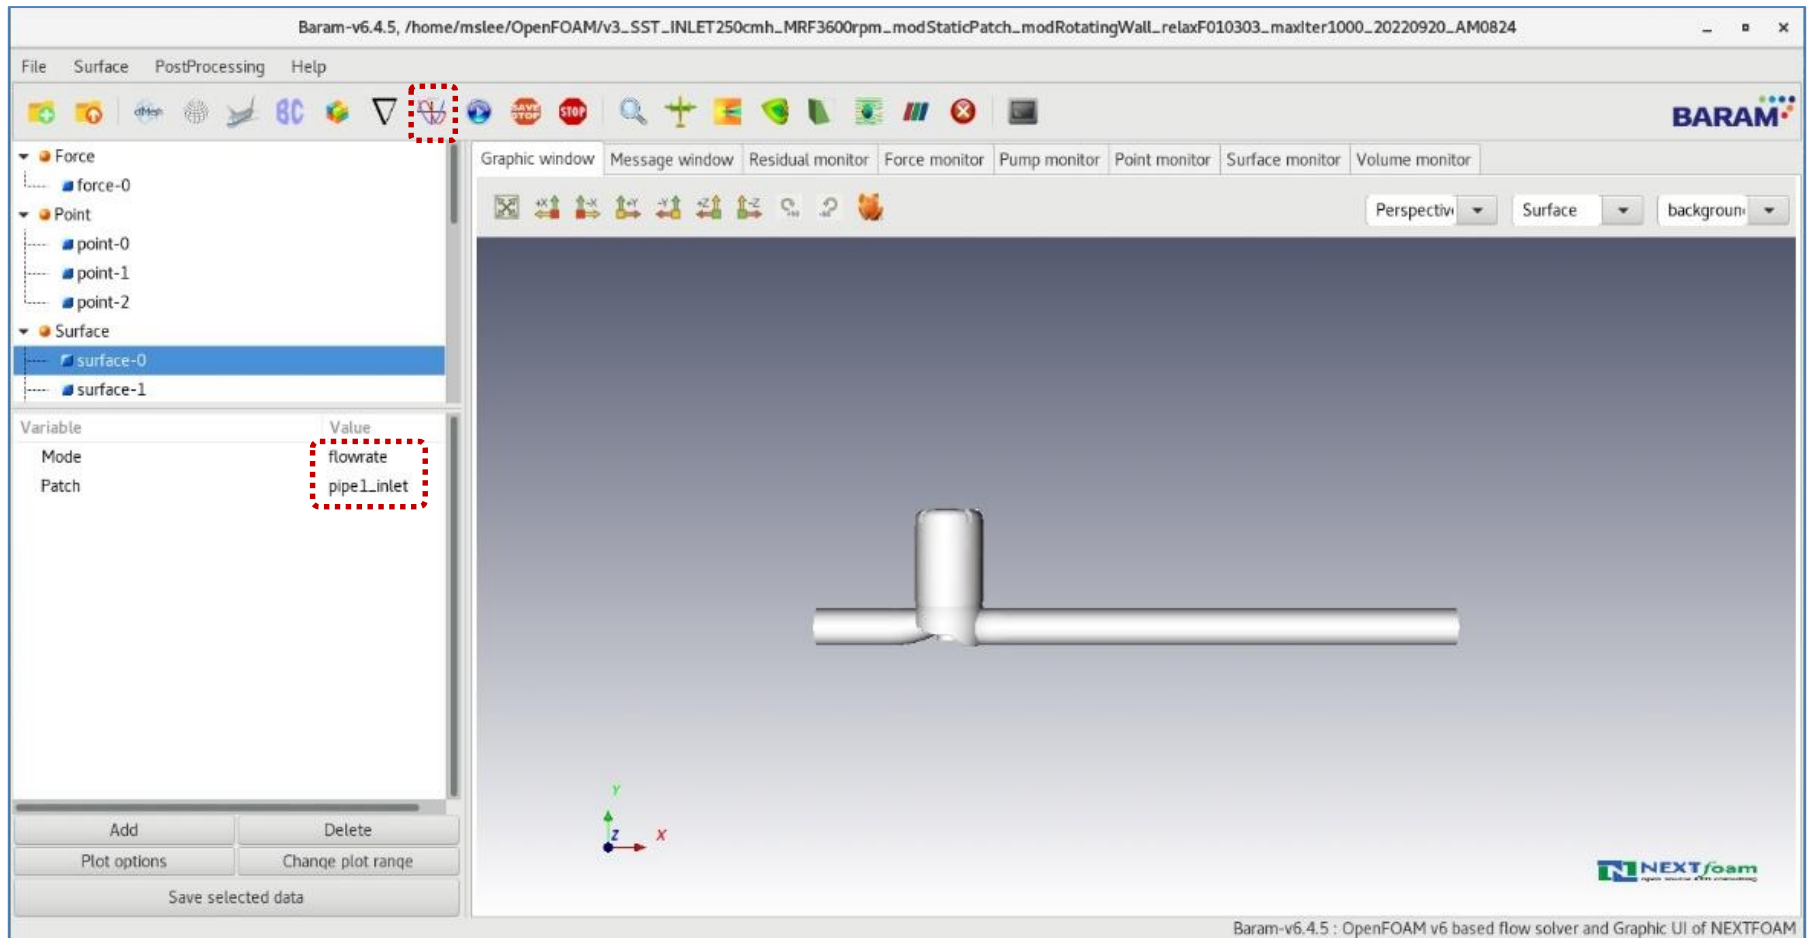 Baram-v6.4.5, /home/mslee/OpenFOAM/v3_SST_INLET250cmh_MRF3600rpm_modStaticPatch_modRotatingWall_relaxF010303_maxIter1000_20220920_AM0824
File Surface PostProcessing Help
BC SAVE STOP STOP
BARAM
Force
force-0
Point
point-0
point-1
point-2
Surface
surface-0
surface-1
Variable Value
Mode flowrate
Patch pipe1_inlet
Add Delete
Plot options Change plot range
Save selected data
Graphic window Message window Residual monitor Force monitor Pump monitor Point monitor Surface monitor Volume monitor
+X -X +Y -Y +Z -Z
Perspectiv Surface backgroun
Y
Z X
NEXTfoam
Baram-v6.4.5 : OpenFOAM v6 based flow solver and Graphic UI of NEXTFOAM